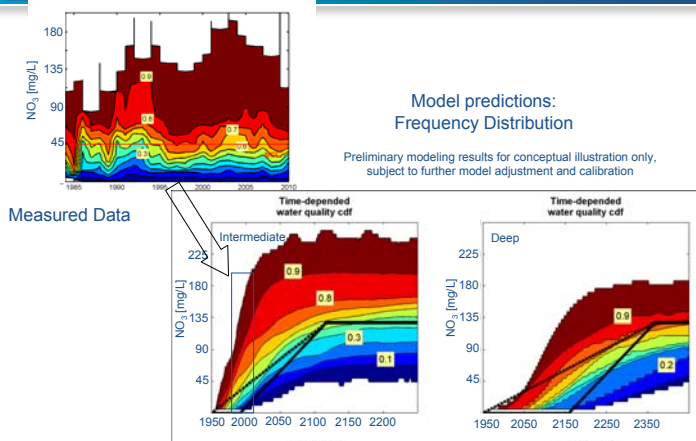 180
135
90
45
NO₃ [mg/L]
0.9
0.8
0.7
0.6
0.3
1985 1990 1995 2000 2005 2010
Measured Data
Model predictions:
Frequency Distribution
Preliminary modeling results for conceptual illustration only,
subject to further model adjustment and calibration
Time-depended
water quality cdf
Intermediate
225
180
135
90
45
NO₃ [mg/L]
0.9
0.8
0.3
0.1
1950 2000 2050 2100 2150 2200
Time-depended
water quality cdf
Deep
225
180
135
90
45
NO₃ [mg/L]
0.9
0.2
1950 2050 2150 2250 2350